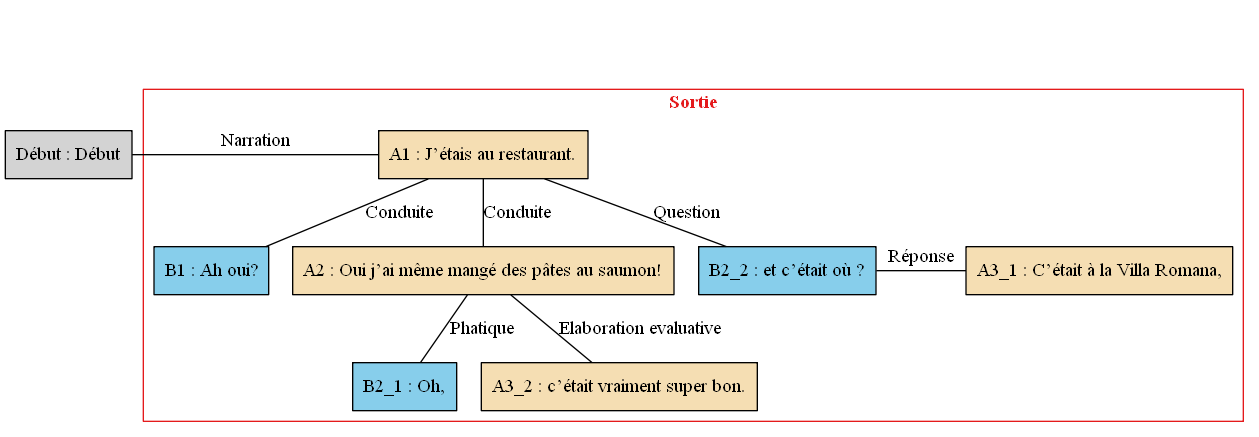 Sortie
Narration
Début : Début
A1 : J'étais au restaurant.
Conduite
Conduite
Question
B1 : Ah oui?
A2 : Oui j'ai même mangé des pâtes au saumon!
B2_2 : et c'était où ?
Réponse
A3_1 : C'était à la Villa Romana,
Phatique
Elaboration evaluative
B2_1 : Oh,
A3_2 : c'était vraiment super bon.